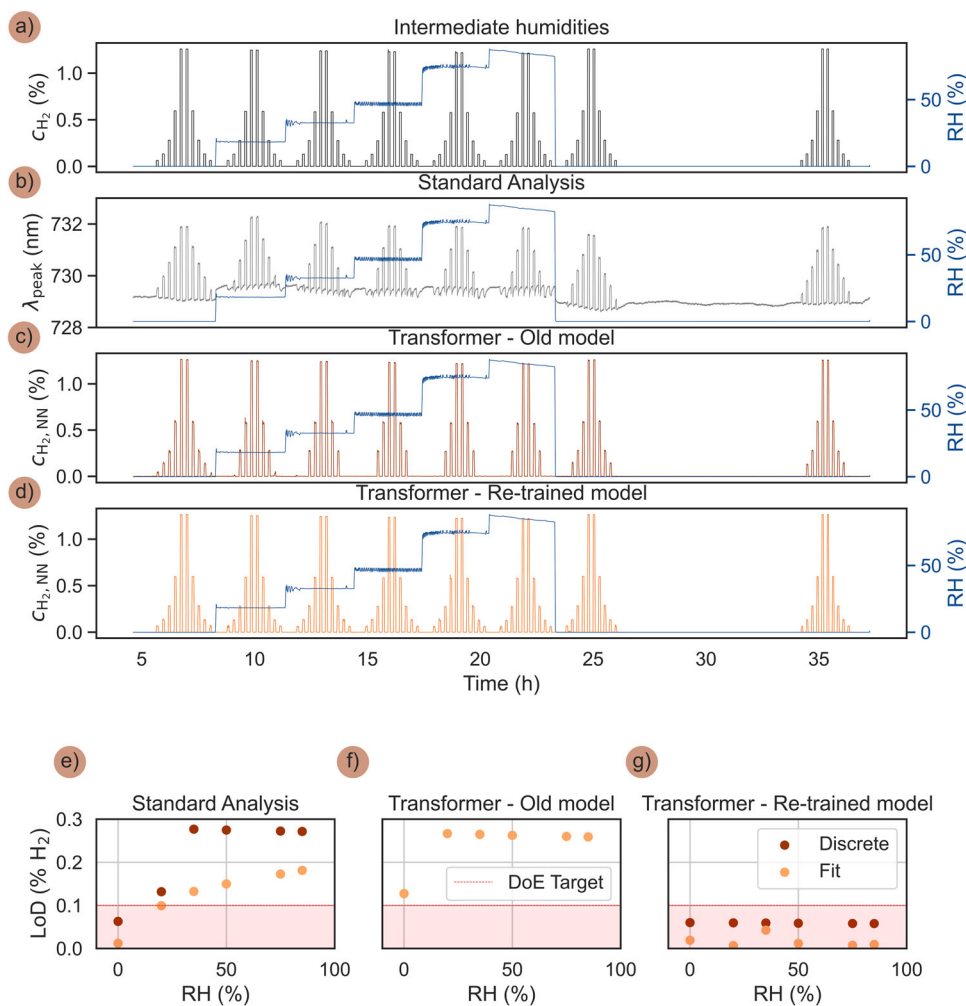 a)
Intermediate humidities
1.0
0.5
0.0
c_H2 (%)
50
0
RH (%)
b)
Standard Analysis
732
730
728
λ_peak (nm)
50
0
RH (%)
c)
Transformer - Old model
1.0
0.5
0.0
c_H2, NN (%)
50
0
RH (%)
d)
Transformer - Re-trained model
1.0
0.5
0.0
c_H2, NN (%)
50
0
RH (%)
5 10 15 20 25 30 35
Time (h)
e)
Standard Analysis
0.3
0.2
0.1
0.0
LoD (% H2)
0 50 100
RH (%)
f)
Transformer - Old model
DoE Target
0 50 100
RH (%)
g)
Transformer - Re-trained model
Discrete
Fit
0 50 100
RH (%)